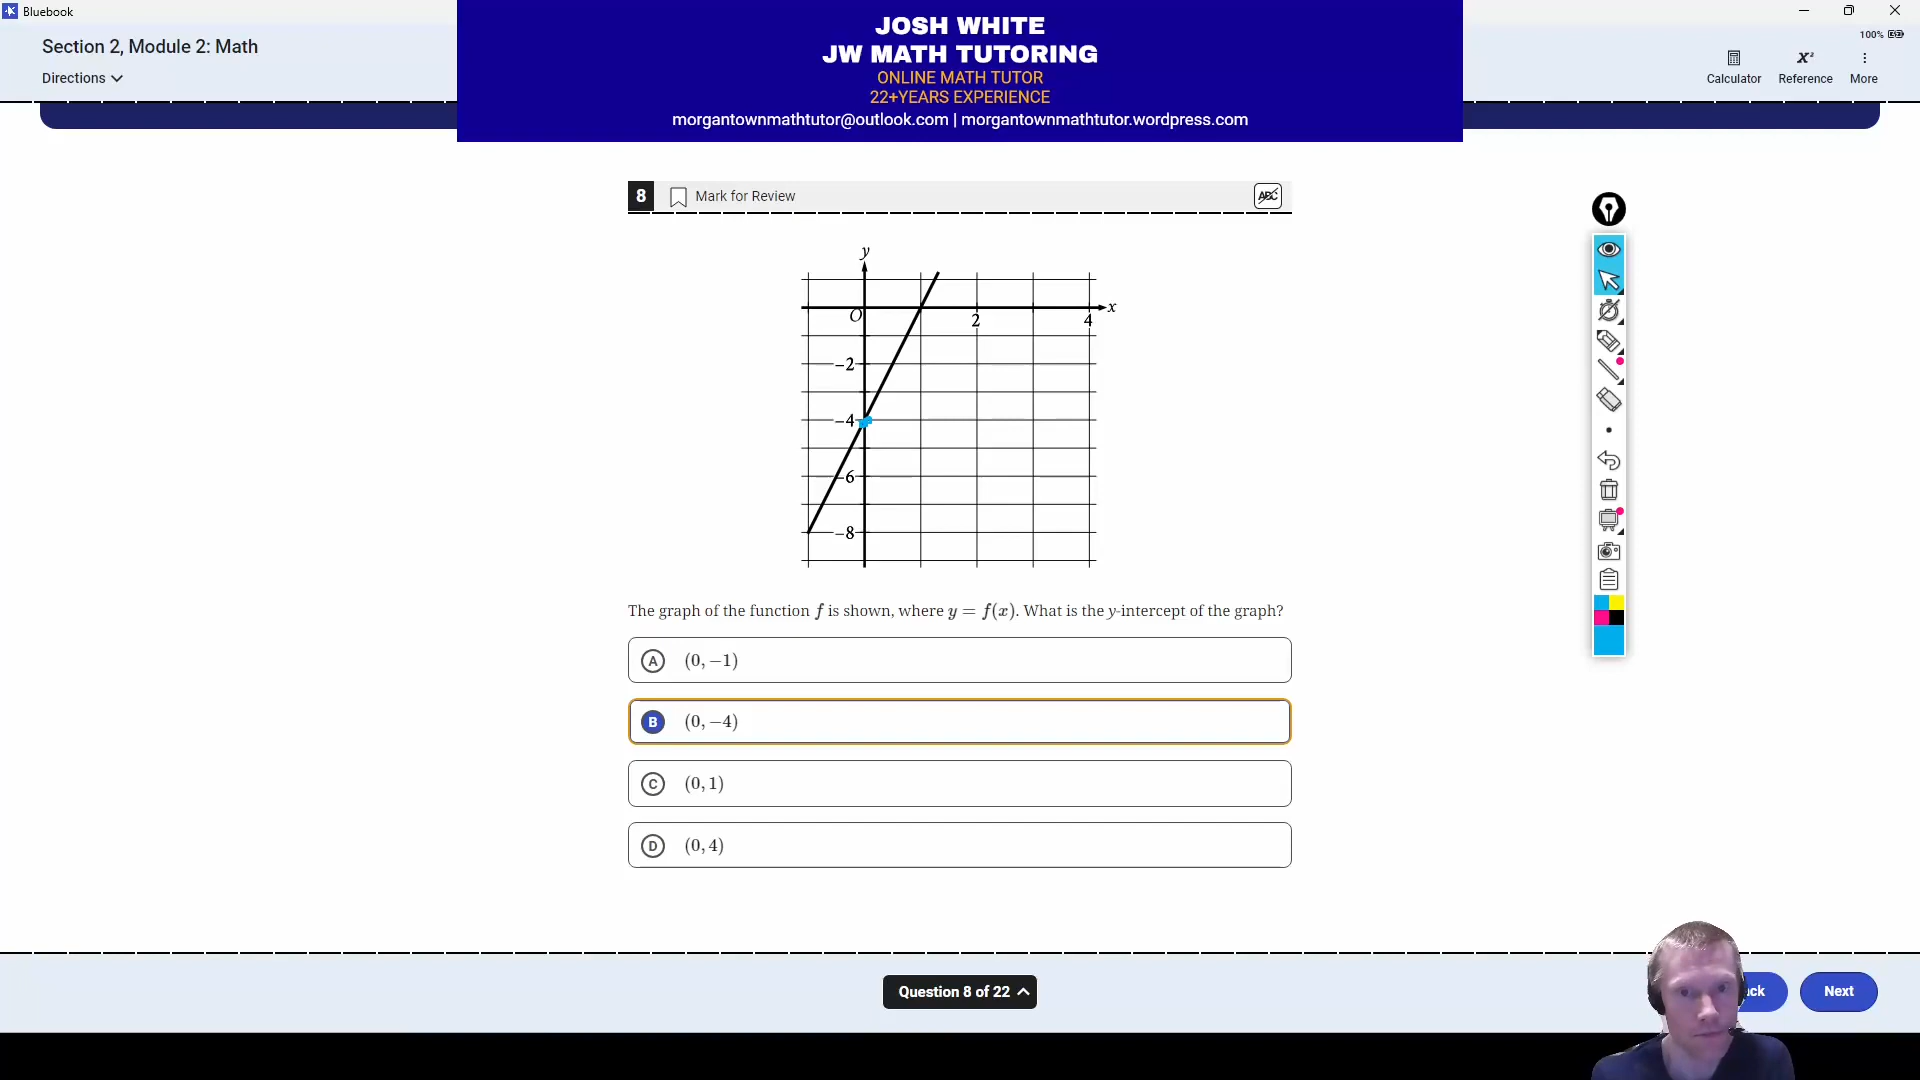 Bluebook
Section 2, Module 2: Math
Directions
JOSH WHITE
JW MATH TUTORING
ONLINE MATH TUTOR
22+YEARS EXPERIENCE
morgantownmathtutor@outlook.com | morgantownmathtutor.wordpress.com
100%
Calculator
x² Reference
More
8 Mark for Review ABC
y
x
O
2
4
−2
−4
−6
−8
The graph of the function f is shown, where y = f(x). What is the y-intercept of the graph?
A (0, −1)
B (0, −4)
C (0, 1)
D (0, 4)
Question 8 of 22
ck
Next